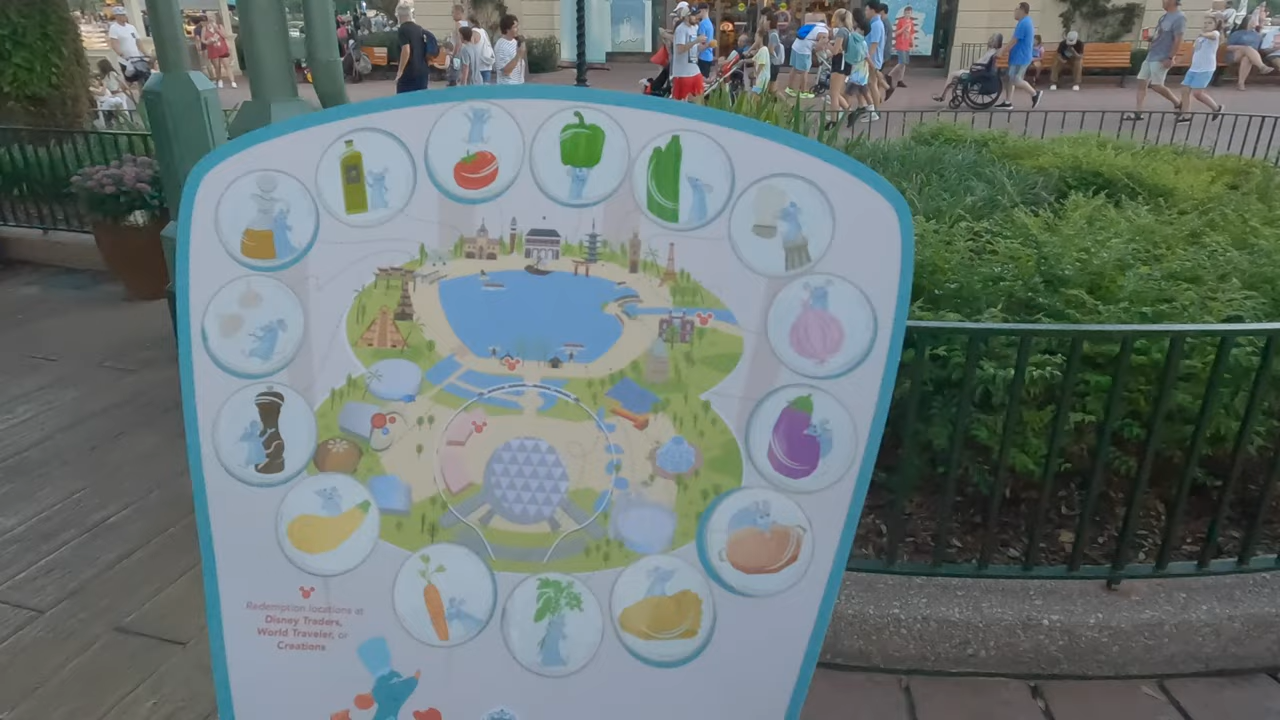 Redemption locations at
Disney Traders,
World Traveler, or
Creations